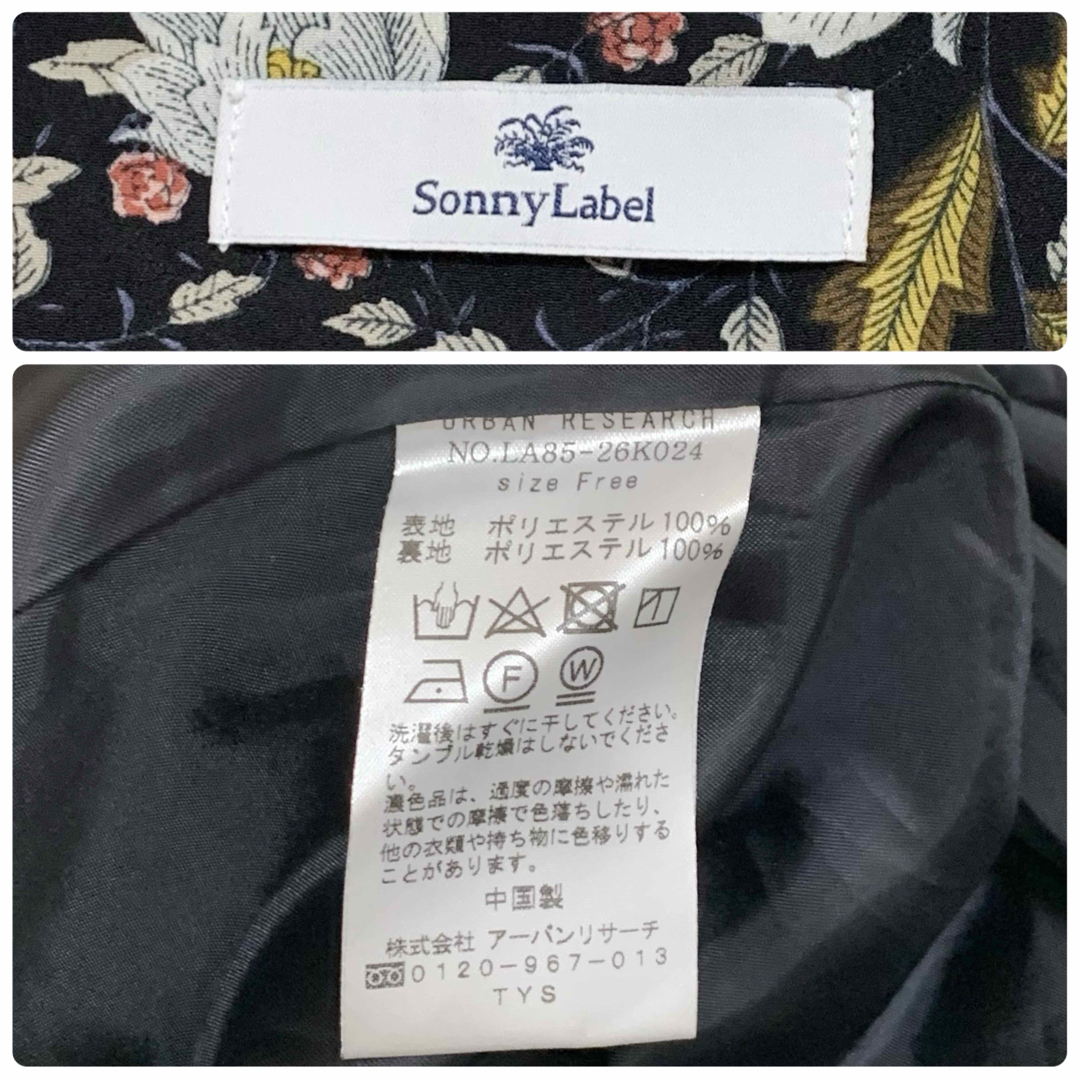 Sonny Label
URBAN RESEARCH
NO.LA85-26K024
size Free
表地 ポリエステル100%
裏地 ポリエステル100%
F W
洗濯後はすぐに干してください。
タンブル乾燥はしないでくださ
い。
濃色品は、過度の摩擦や濡れた
状態での摩擦で色落ちしたり、
他の衣類や持ち物に色移りする
ことがあります。
中国製
株式会社 アーバンリサーチ
0120-967-013
TYS